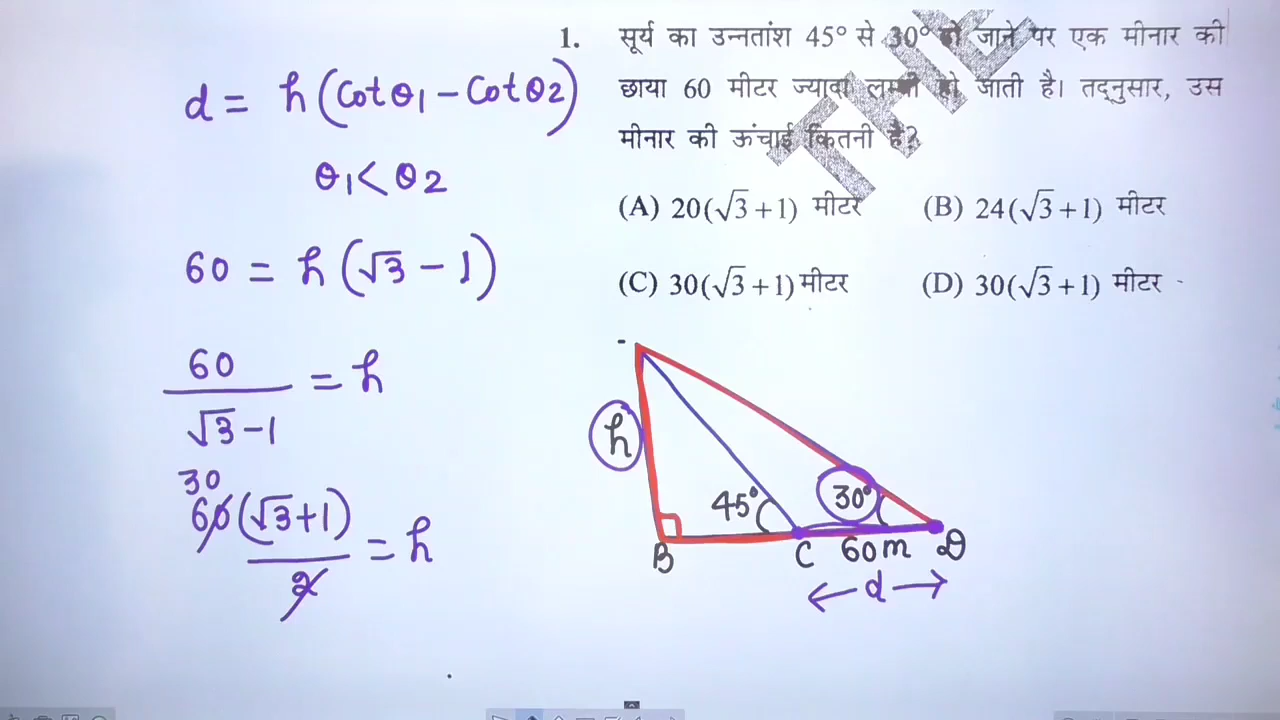 1. सूर्य का उन्नतांश 45° से 30° हो जाने पर एक मीनार की
छाया 60 मीटर ज्यादा लम्बी हो जाती है। तद्नुसार, उस
मीनार की ऊंचाई कितनी है?
(A) 20(√3+1) मीटर (B) 24(√3+1) मीटर
(C) 30(√3+1) मीटर (D) 30(√3+1) मीटर
THE
d = h(Cotθ1 - Cotθ2)
θ1 < θ2
60 = h(√3 - 1)
60
√3-1
= h
30
60(√3+1)
2
= h
h
45°
30°
B C 60m D
d